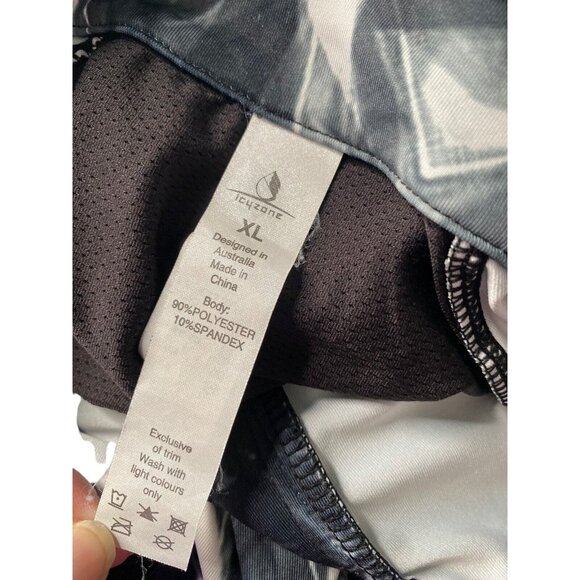 icyzone
XL
Designed in
Australia
Made in
China
Body:
90%POLYESTER
10%SPANDEX
Exclusive
of trim
Wash with
light colours
only